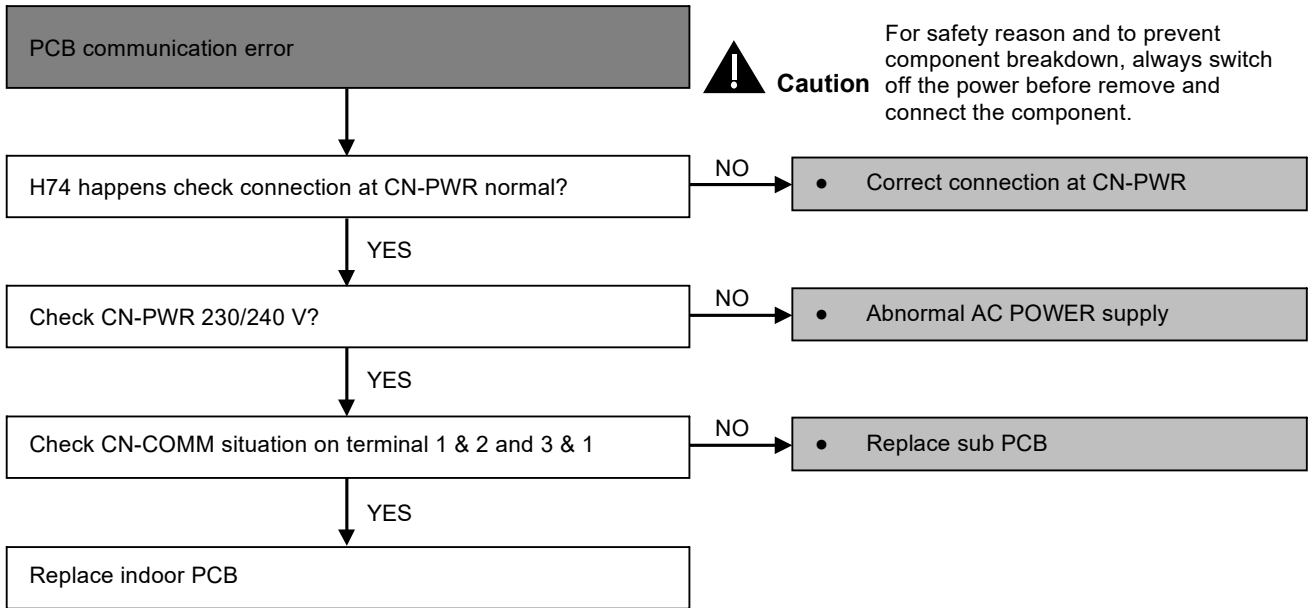 PCB communication error
Caution
For safety reason and to prevent
component breakdown, always switch
off the power before remove and
connect the component.
H74 happens check connection at CN-PWR normal?
NO
● Correct connection at CN-PWR
YES
Check CN-PWR 230/240 V?
NO
● Abnormal AC POWER supply
YES
Check CN-COMM situation on terminal 1 & 2 and 3 & 1
NO
● Replace sub PCB
YES
Replace indoor PCB